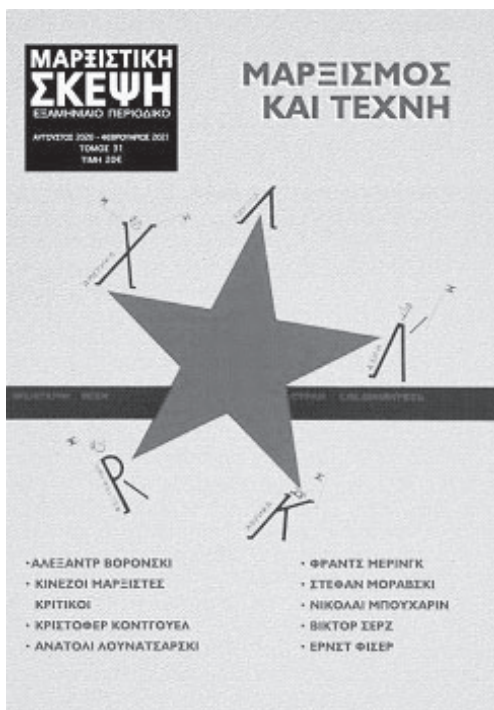 ΜΑΡΞΙΣΤΙΚΗ
ΣΚΕΨΗ
ΕΞΑΜΗΝΙΑΙΟ ΠΕΡΙΟΔΙΚΟ
ΑΥΓΟΥΣΤΟΣ 2020 - ΦΕΒΡΟΥΑΡΙΟΣ 2021
ΤΟΜΟΣ 31
ΤΙΜΗ 20€
ΜΑΡΞΙΣΜΟΣ
ΚΑΙ ΤΕΧΝΗ
Χ
Λ
Λ
R
Κ
• ΑΛΕΞΑΝΤΡ ΒΟΡΟΝΣΚΙ
• ΚΙΝΕΖΟΙ ΜΑΡΞΙΣΤΕΣ
ΚΡΙΤΙΚΟΙ
• ΚΡΙΣΤΟΦΕΡ ΚΟΝΤΓΟΥΕΛ
• ΑΝΑΤΟΛΙ ΛΟΥΝΑΤΣΑΡΣΚΙ
• ΦΡΑΝΤΣ ΜΕΡΙΝΓΚ
• ΣΤΕΦΑΝ ΜΟΡΑΒΣΚΙ
• ΝΙΚΟΛΑΙ ΜΠΟΥΧΑΡΙΝ
• ΒΙΚΤΟΡ ΣΕΡΖ
• ΕΡΝΣΤ ΦΙΣΕΡ